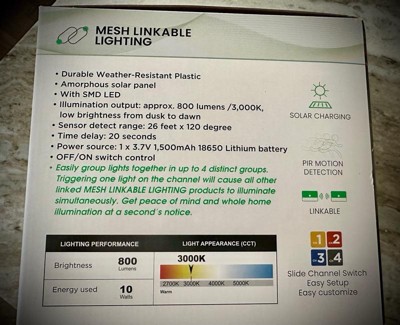 MESH LINKABLE
LIGHTING
• Durable Weather-Resistant Plastic
• Amorphous solar panel
• With SMD LED
• Illumination output: approx. 800 lumens /3,000K,
low brightness from dusk to dawn
• Sensor detect range: 26 feet x 120 degree
• Time delay: 20 seconds
• Power source: 1 x 3.7V 1,500mAh 18650 Lithium battery
• OFF/ON switch control
• Easily group lights together in up to 4 distinct groups.
Triggering one light on the channel will cause all other
linked MESH LINKABLE LIGHTING products to illuminate
simultaneously. Get peace of mind and whole home
illumination at a second's notice.
SOLAR CHARGING
PIR MOTION
DETECTION
LINKABLE
.1 .2
.3 .4
Slide Channel Switch
Easy Setup
Easy customize
LIGHTING PERFORMANCE
Brightness 800
Lumens
Energy used 10
Watts
LIGHT APPEARANCE (CCT)
3000K
2700K 3000K 4000K 5000K
Warm